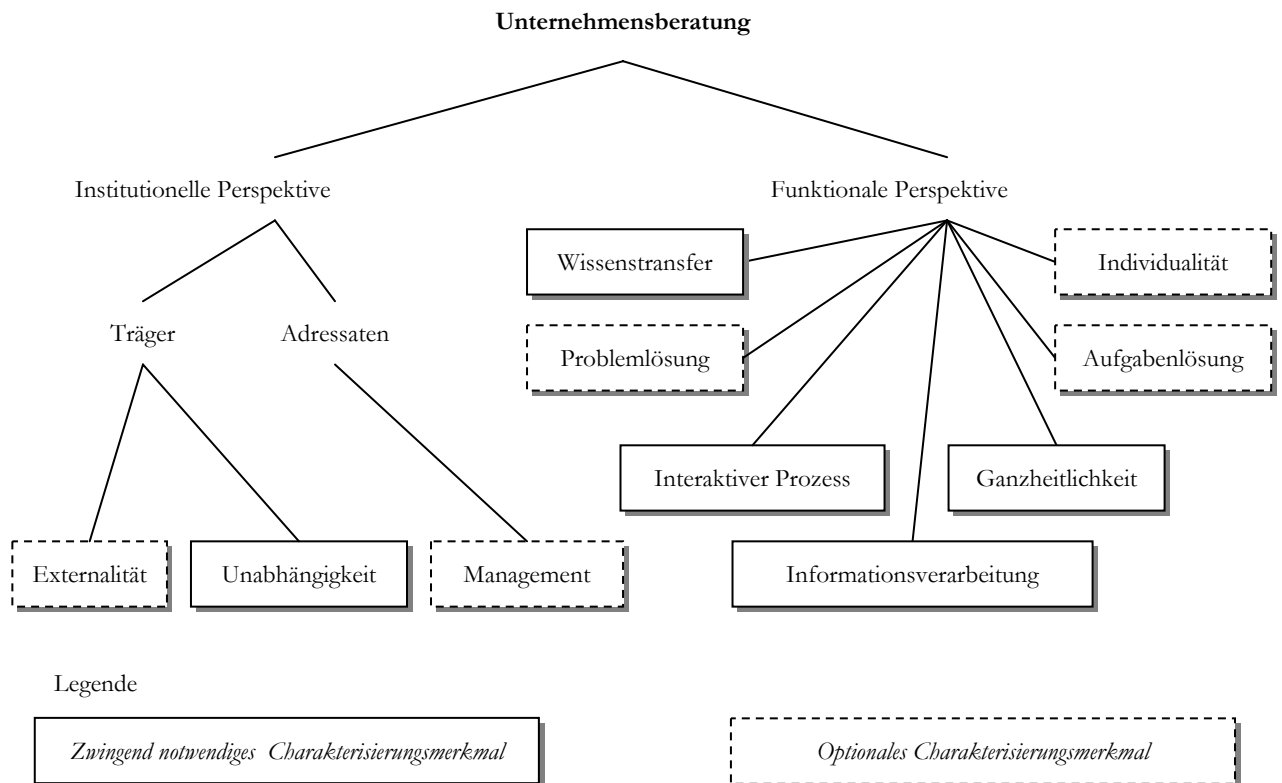 Unternehmensberatung
Institutionelle Perspektive
Funktionale Perspektive
Wissenstransfer
Individualität
Träger
Adressaten
Problemlösung
Aufgabenlösung
Interaktiver Prozess
Ganzheitlichkeit
Externalität
Unabhängigkeit
Management
Informationsverarbeitung
Legende
Zwingend notwendiges Charakterisierungsmerkmal
Optionales Charakterisierungsmerkmal